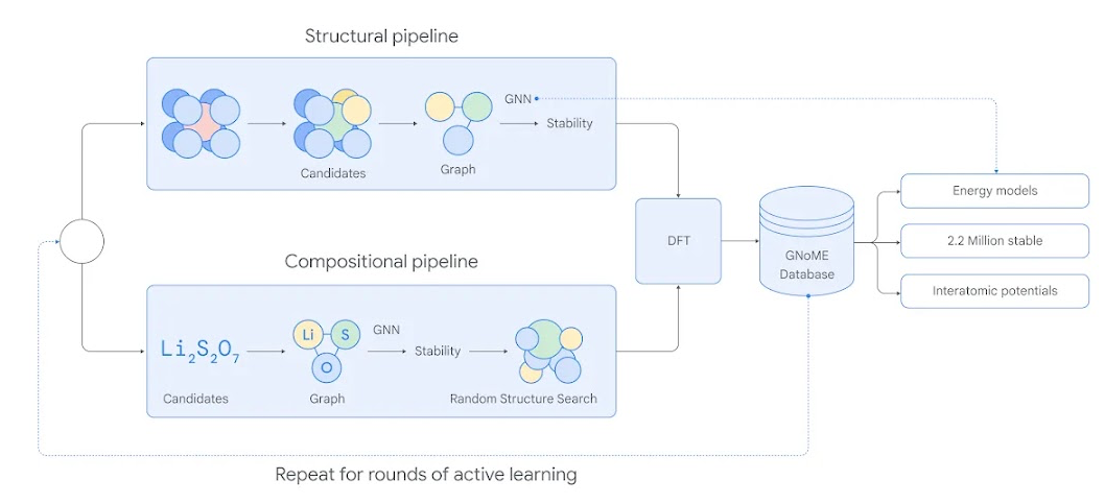 Structural pipeline
GNN
Stability
Candidates
Graph
Energy models
DFT
GNoME
Database
2.2 Million stable
Interatomic potentials
Compositional pipeline
Li₂S₂O₇
Li
S
O
GNN
Stability
Candidates
Graph
Random Structure Search
Repeat for rounds of active learning